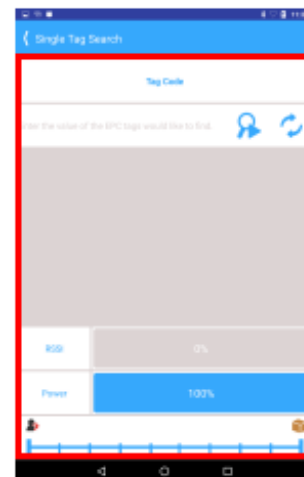 Single Tag Search
Tag Code
enter the value of the EPC tags would like to find.
RSSI
0%
Power
100%